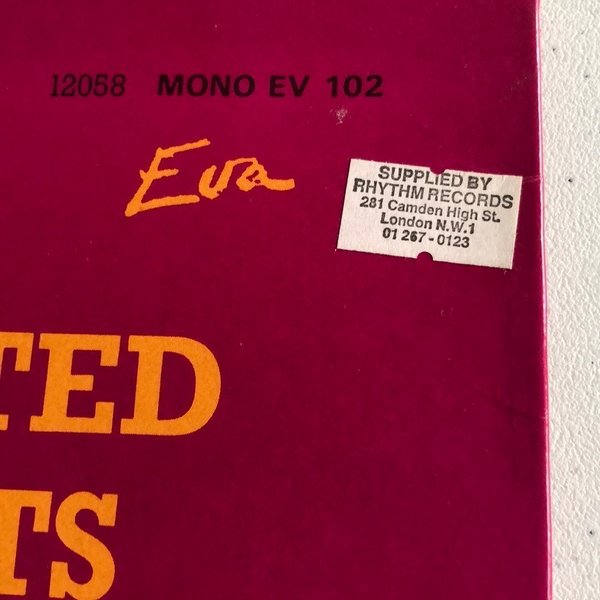 12058 MONO EV 102
Eva
SUPPLIED BY
RHYTHM RECORDS
281 Camden High St.
London N.W.1
01 267-0123
TED
TS